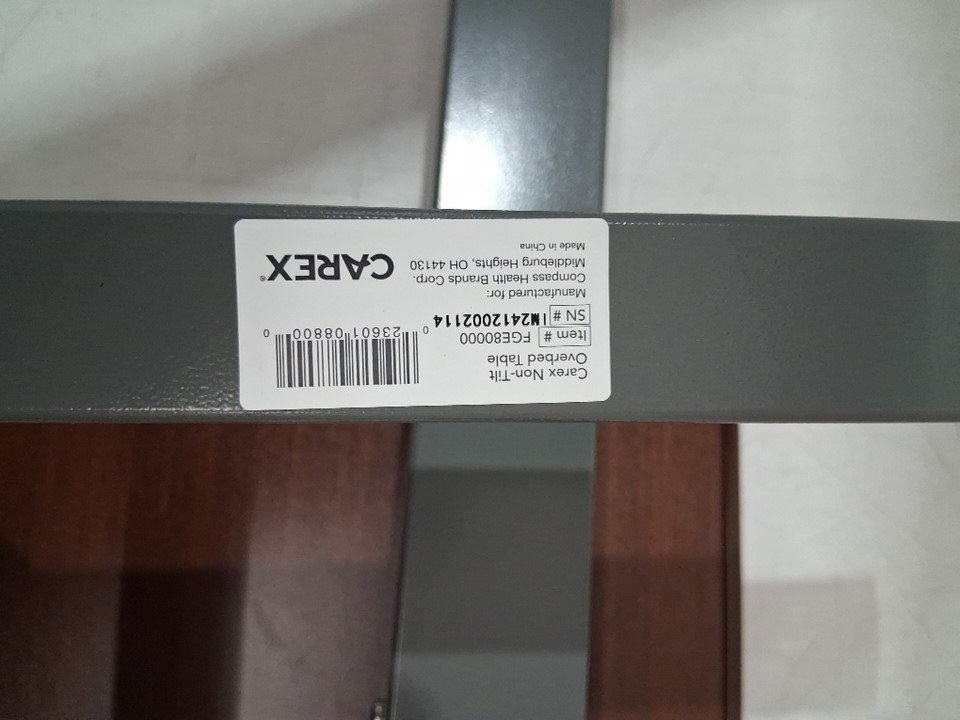 Carex Non-Tilt
Overbed Table
Item # FGE80000
SN # IM2412002114
Manufactured for:
Compass Health Brands Corp.
Middleburg Heights, OH 44130
Made in China
0 23601 08800 0
CAREX®